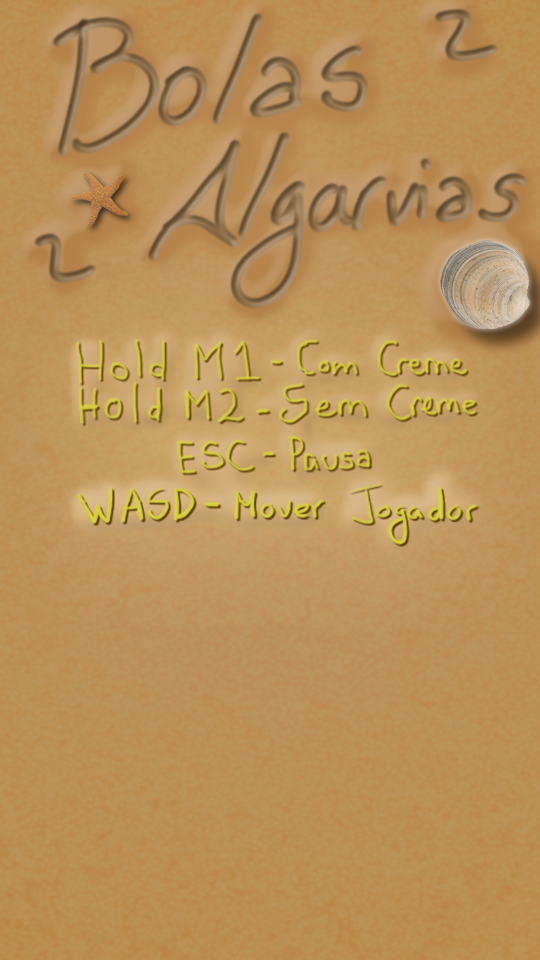 Bolas 2
Algarvias
2
Hold M1 - Com Creme
Hold M2 - Sem Creme
ESC - Pausa
WASD - Mover Jogador